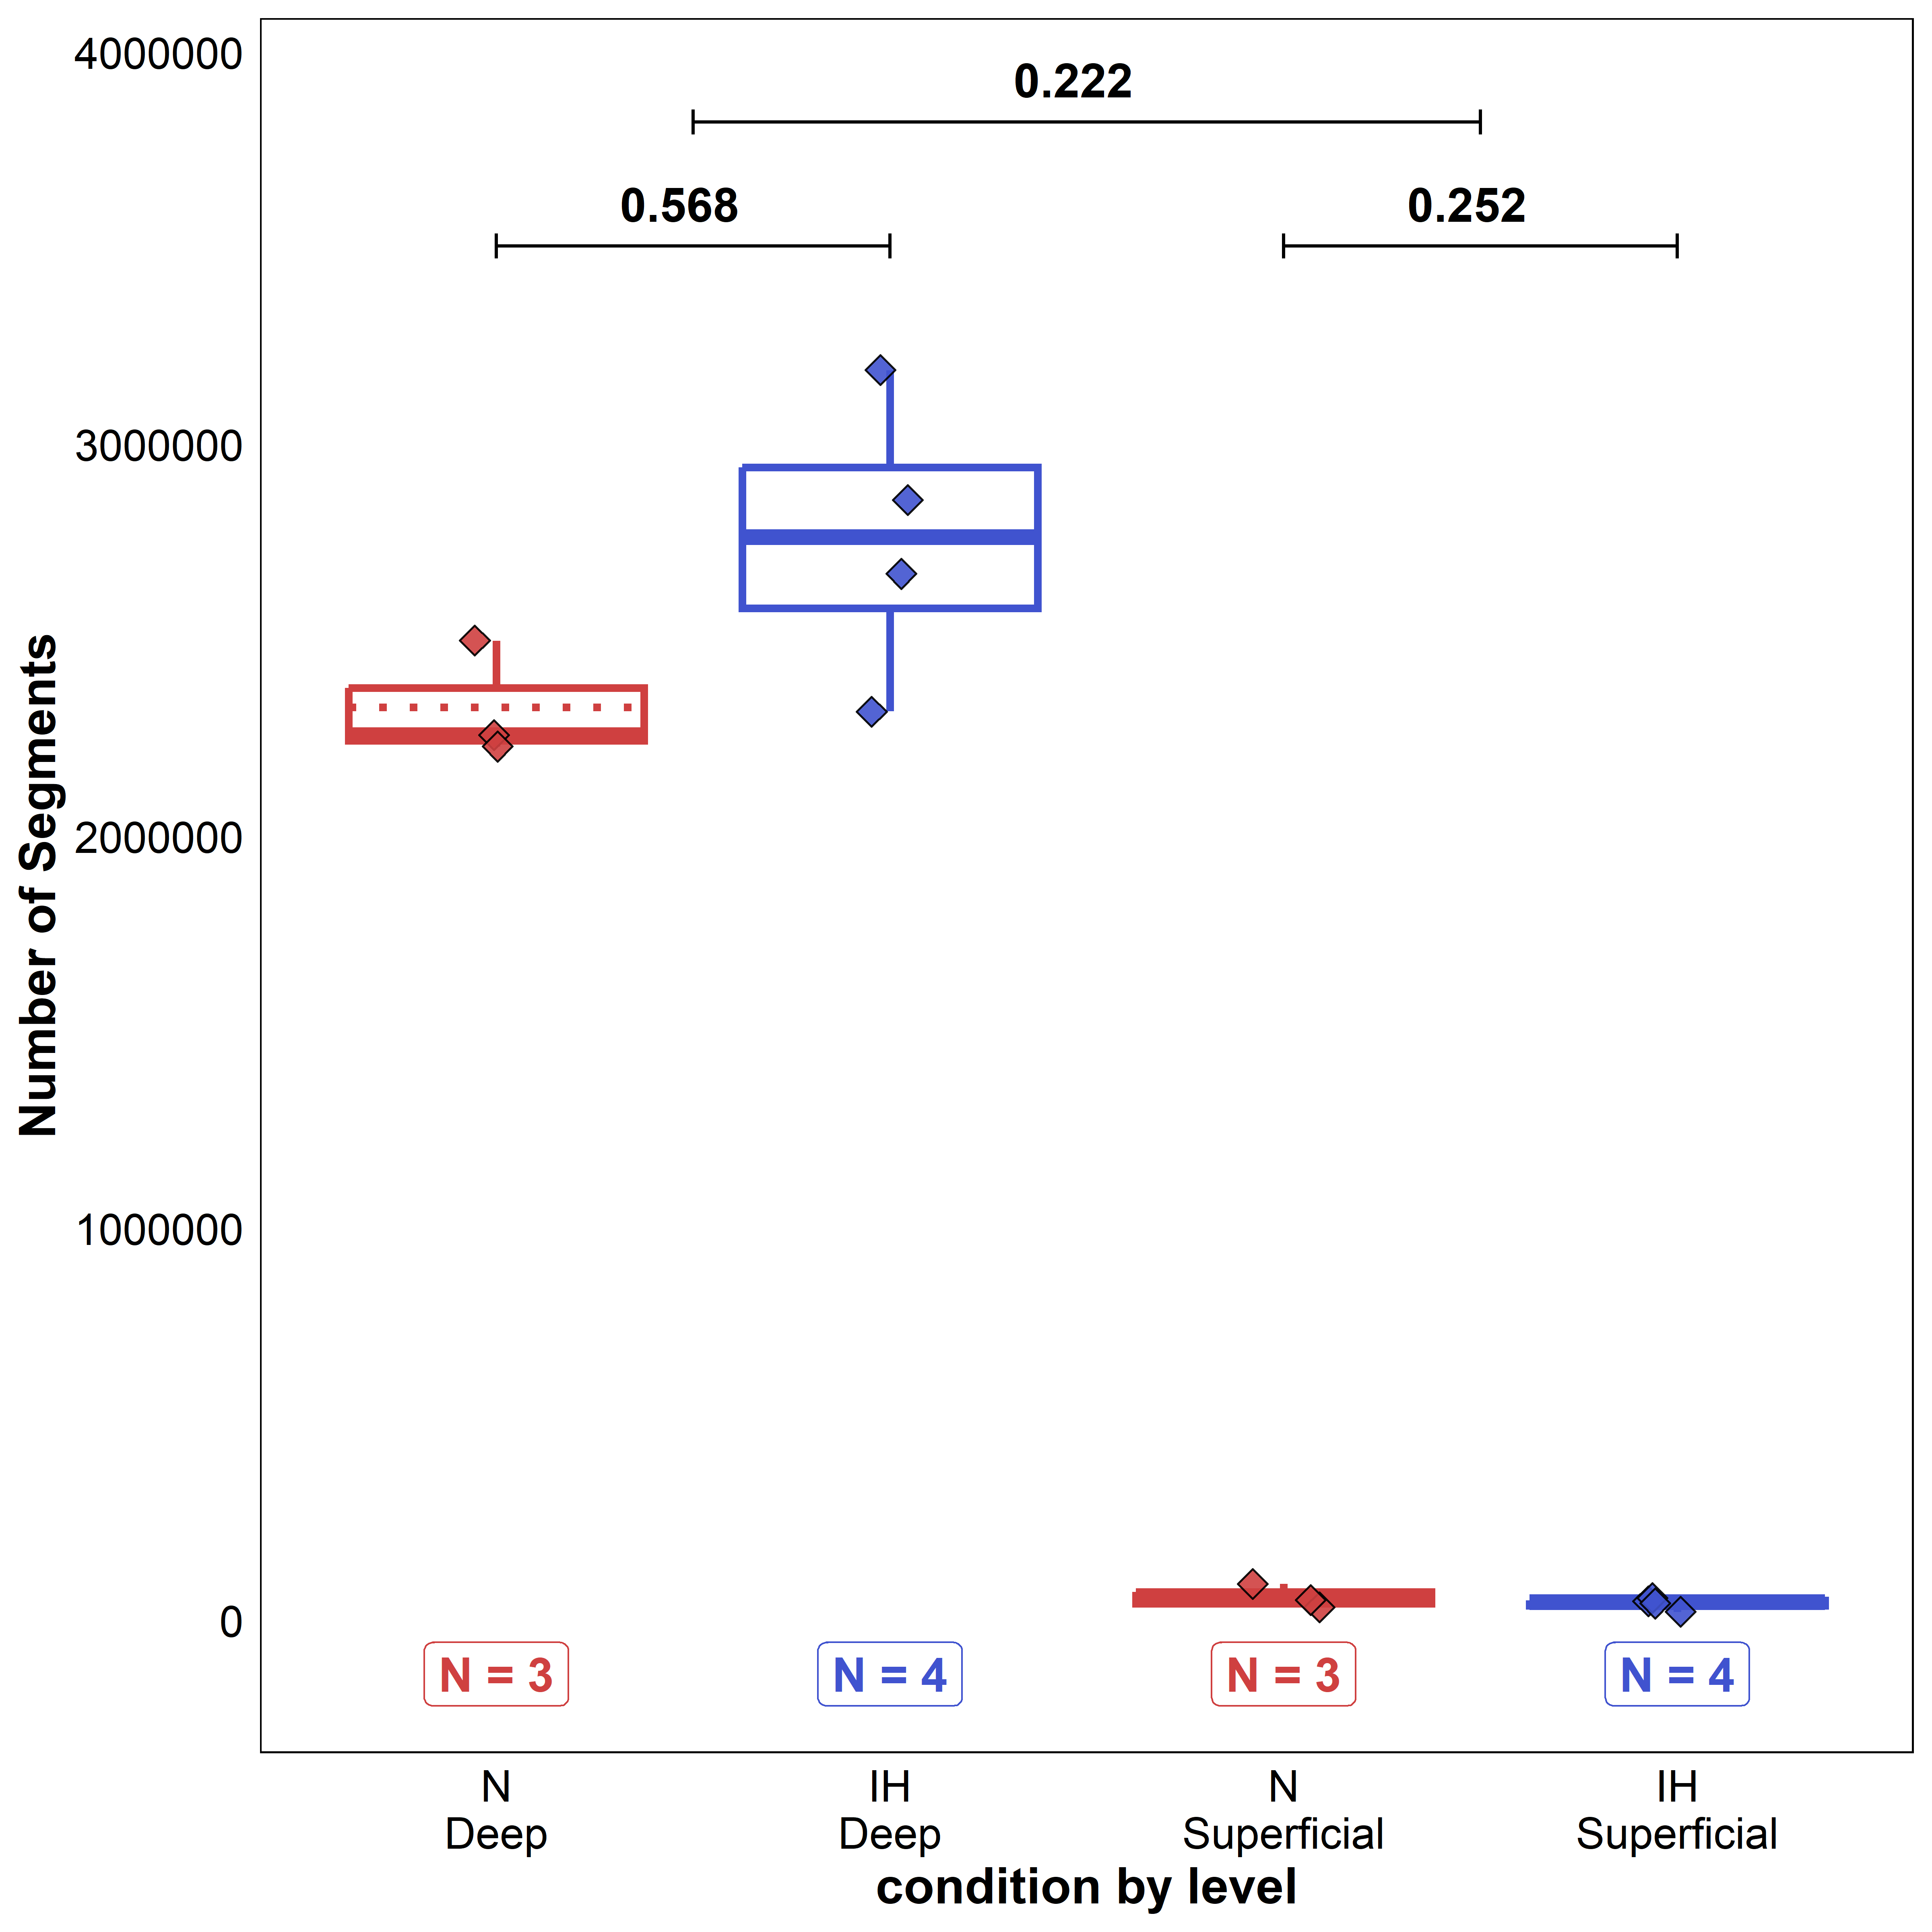 4000000
3000000
2000000
1000000
0
Number of Segments
0.222
0.568
0.252
N = 3
N = 4
N = 3
N = 4
N
Deep
IH
Deep
N
Superficial
IH
Superficial
condition by level